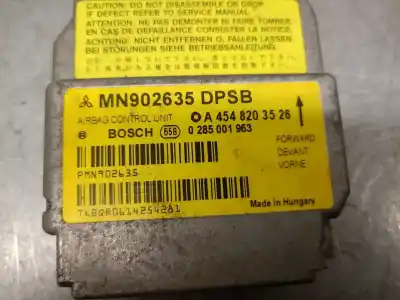 CAUTION: DO NOT DISASSEMBLE OR DROP
IF DEFECT REFER TO SERVICE MANUAL.
NE PAS DEMONTER NI FAIRE TOMBER
EN CAS DE DEFAILLANCE CONSULTER LA NOTICE.
ACHTUNG: NICHT ENTFERNEN O. FALLEN LASSEN
BEI STÖRUNGEN SIEHE BETRIEBSANLEITUNG.
MN902635 DPSB
AIRBAG CONTROL UNIT
A 454 820 35 26
BOSCH 558 0 285 001 963
FORWARD
DEVANT
VORNE
PMN902635
TKBQRD6142542A1
Made in Hungary